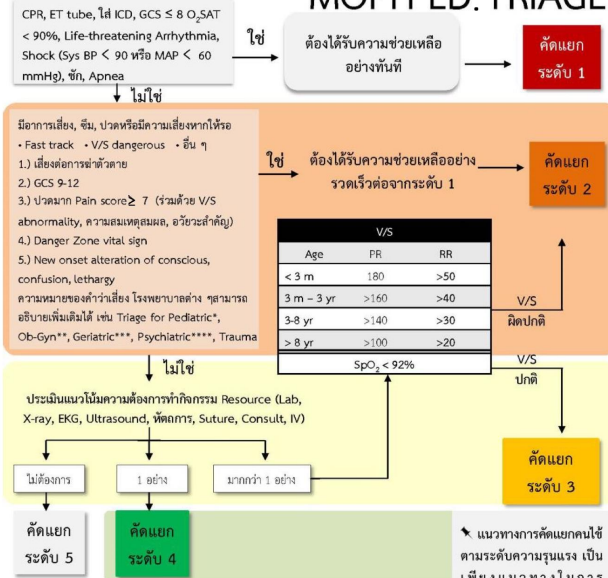 MOPH ED. TRIAGE
CPR, ET tube, ใส่ ICD, GCS ≤ 8 O₂SAT
< 90%, Life-threatening Arrhythmia,
Shock (Sys BP < 90 หรือ MAP < 60
mmHg), ชัก, Apnea
ใช่
ต้องได้รับความช่วยเหลือ
อย่างทันที
คัดแยก
ระดับ 1
ไม่ใช่
มีอาการเสี่ยง, ซึม, ปวดหรือมีความเสี่ยงหากให้รอ
• Fast track • V/S dangerous • อื่น ๆ
1.) เสี่ยงต่อการฆ่าตัวตาย
2.) GCS 9-12
3.) ปวดมาก Pain score≥ 7 (ร่วมด้วย V/S
abnormality, ความสมเหตุสมผล, อวัยวะสำคัญ)
4.) Danger Zone vital sign
5.) New onset alteration of conscious,
confusion, lethargy
ความหมายของคำว่าเสี่ยง โรงพยาบาลต่าง ๆสามารถ
อธิบายเพิ่มเติมได้ เช่น Triage for Pediatric*,
Ob-Gyn**, Geriatric***, Psychiatric****, Trauma
ใช่
ต้องได้รับความช่วยเหลืออย่าง
รวดเร็วต่อจากระดับ 1
คัดแยก
ระดับ 2
V/S
Age PR RR
< 3 m 180 >50
3 m – 3 yr >160 >40
3-8 yr >140 >30
> 8 yr >100 >20
SpO₂ < 92%
V/S
ผิดปกติ
V/S
ปกติ
ไม่ใช่
ประเมินแนวโน้มความต้องการทำกิจกรรม Resource (Lab,
X-ray, EKG, Ultrasound, หัตถการ, Suture, Consult, IV)
ไม่ต้องการ
1 อย่าง
มากกว่า 1 อย่าง
คัดแยก
ระดับ 3
คัดแยก
ระดับ 5
คัดแยก
ระดับ 4
แนวทางการคัดแยกคนไข้
ตามระดับความรุนแรง เป็น
เพียงแนวทางในการ